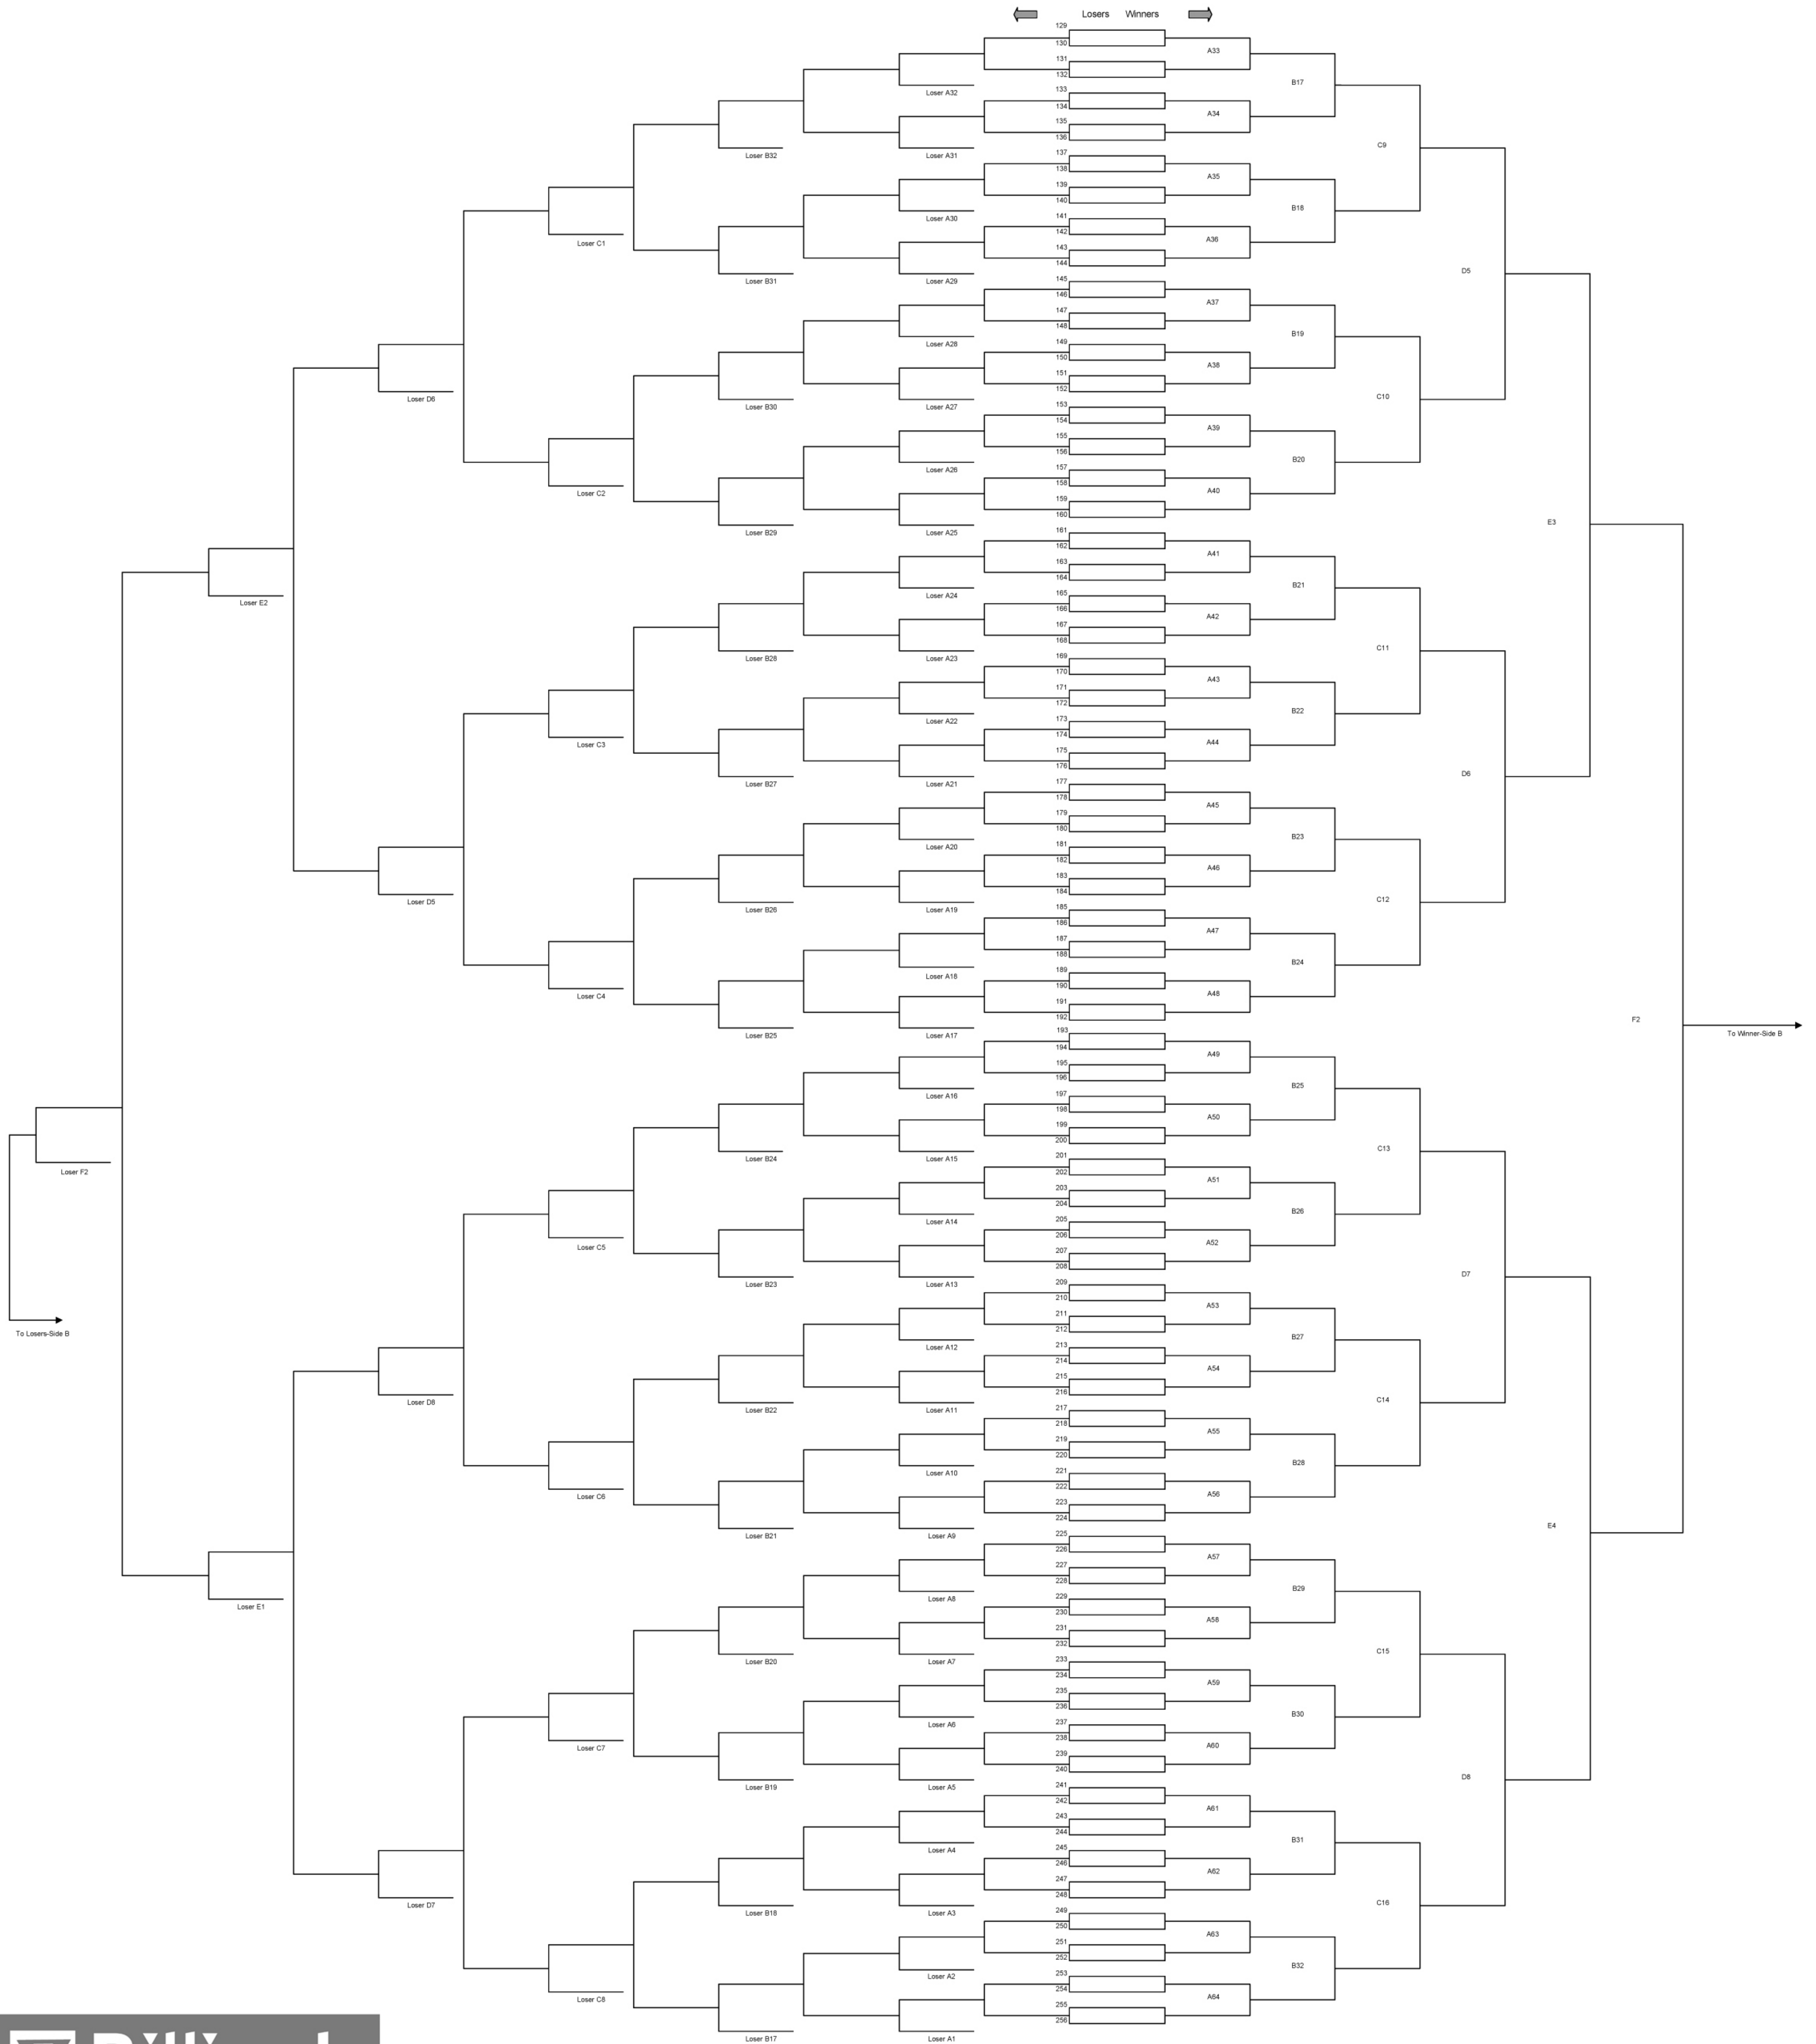 Losers Winners
To Losers-Side B
Loser F2
Loser E2
Loser E1
Loser D6
Loser D5
Loser D8
Loser D7
Loser C1
Loser C2
Loser C3
Loser C4
Loser C5
Loser C6
Loser C7
Loser C8
Loser B32
Loser B31
Loser B30
Loser B29
Loser B28
Loser B27
Loser B26
Loser B25
Loser B24
Loser B23
Loser B22
Loser B21
Loser B20
Loser B19
Loser B18
Loser B17
Loser A32
Loser A31
Loser A30
Loser A29
Loser A28
Loser A27
Loser A26
Loser A25
Loser A24
Loser A23
Loser A22
Loser A21
Loser A20
Loser A19
Loser A18
Loser A17
Loser A16
Loser A15
Loser A14
Loser A13
Loser A12
Loser A11
Loser A10
Loser A9
Loser A8
Loser A7
Loser A6
Loser A5
Loser A4
Loser A3
Loser A2
Loser A1
129
130
131
132
133
134
135
136
137
138
139
140
141
142
143
144
145
146
147
148
149
150
151
152
153
154
155
156
157
158
159
160
161
162
163
164
165
166
167
168
169
170
171
172
173
174
175
176
177
178
179
180
181
182
183
184
185
186
187
188
189
190
191
192
193
194
195
196
197
198
199
200
201
202
203
204
205
206
207
208
209
210
211
212
213
214
215
216
217
218
219
220
221
222
223
224
225
226
227
228
229
230
231
232
233
234
235
236
237
238
239
240
241
242
243
244
245
246
247
248
249
250
251
252
253
254
255
256
A33
A34
A35
A36
A37
A38
A39
A40
A41
A42
A43
A44
A45
A46
A47
A48
A49
A50
A51
A52
A53
A54
A55
A56
A57
A58
A59
A60
A61
A62
A63
A64
B17
B18
B19
B20
B21
B22
B23
B24
B25
B26
B27
B28
B29
B30
B31
B32
C9
C10
C11
C12
C13
C14
C15
C16
D5
D6
D7
D8
E3
E4
F2
To Winner-Side B